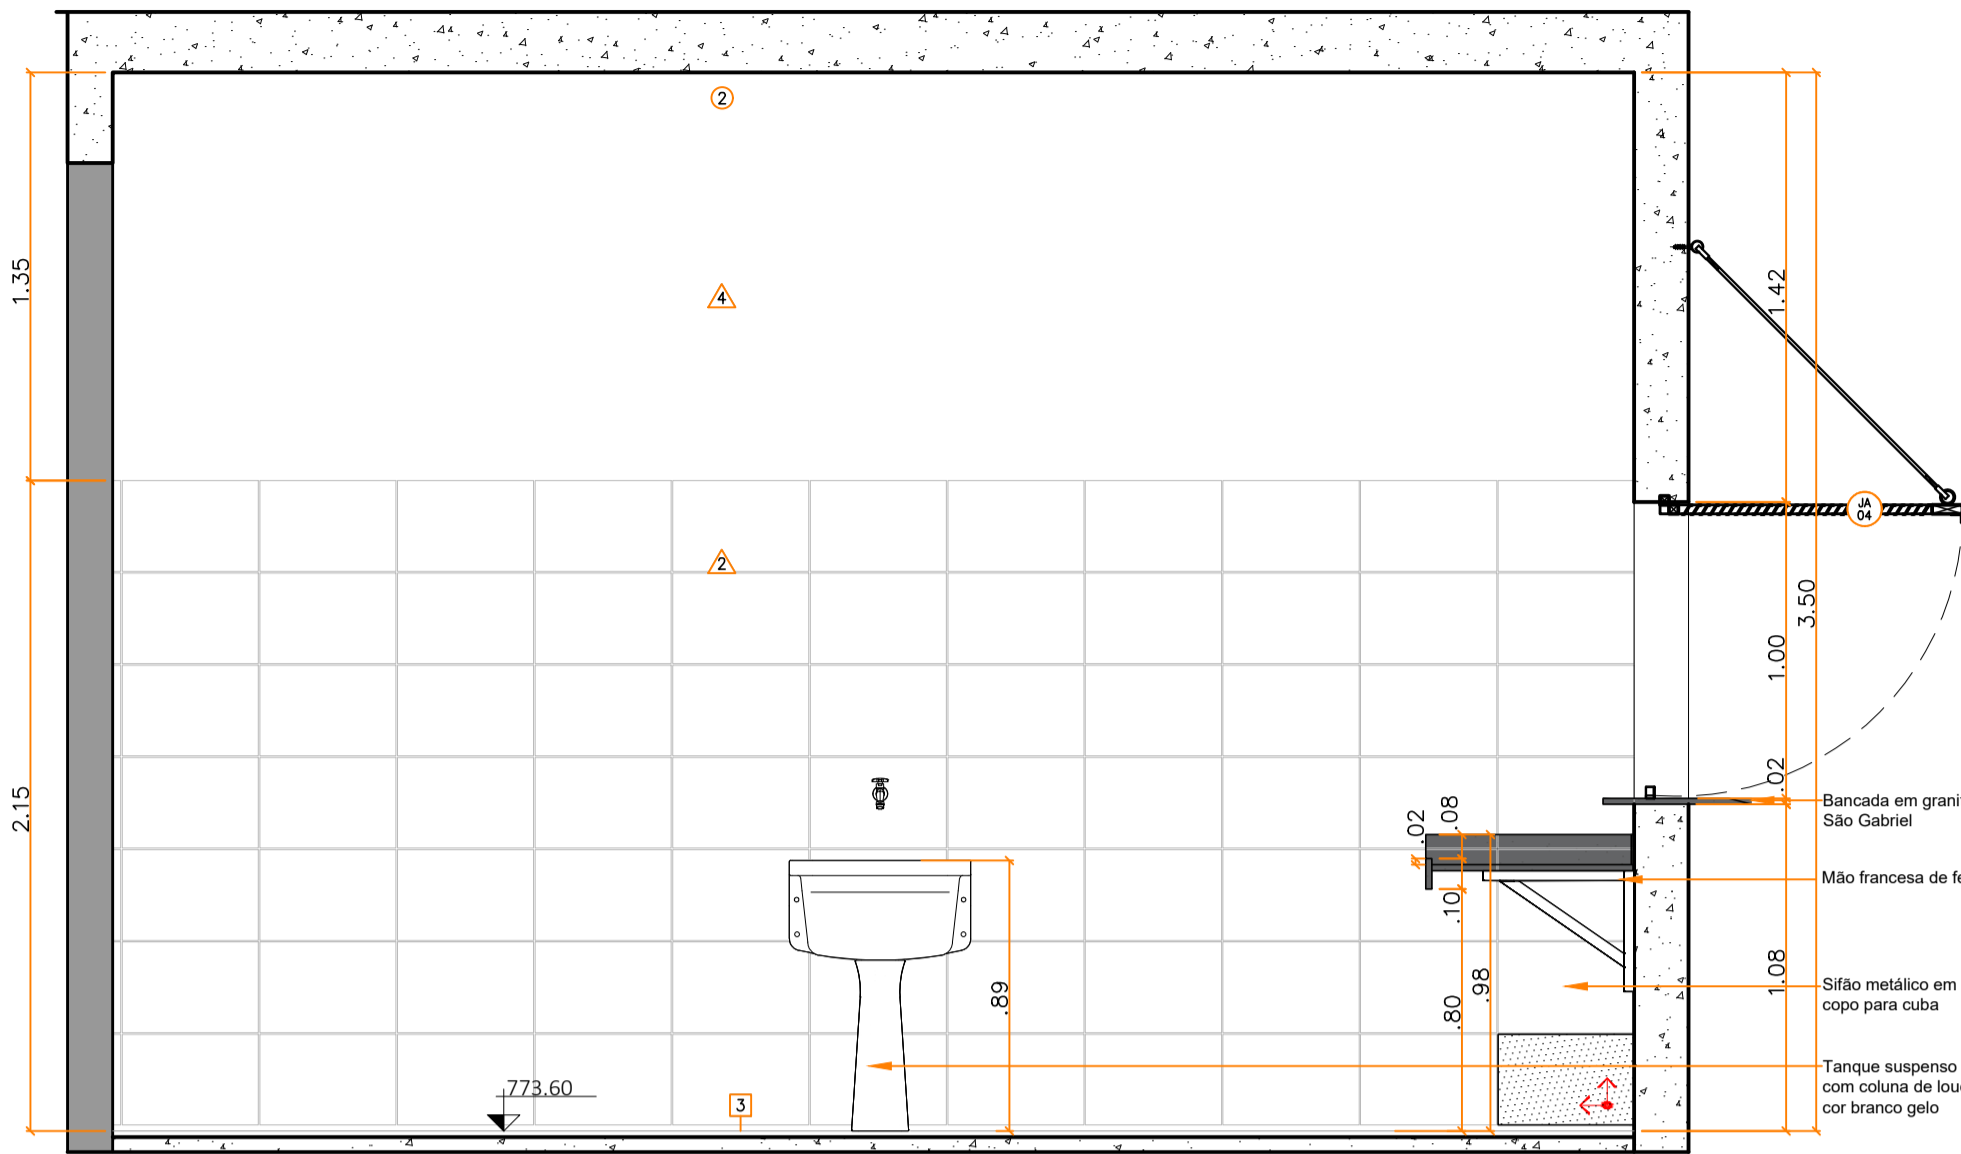 2
1.35
4
1.42
JA
04
2
3.50
1.00
2.15
.02
.08
.02
Bancada em grani
São Gabriel
Mão francesa de fe
.10
.89
.98
.80
1.08
Sifão metálico em
copo para cuba
773.60
3
Tanque suspenso
com coluna de lou
cor branco gelo